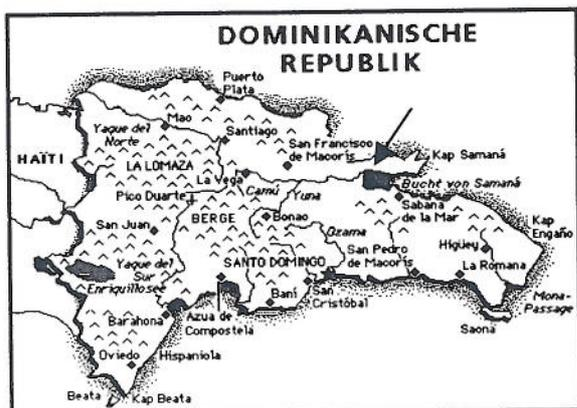 DOMINIKANISCHE
REPUBLIK
Puerto
Plata
Mao
Yaque del
Norte
Santiago
San Francisco
de Macorís
Kap Samaná
HAÏTI
LA LOMAZA
La Vega
Camú
Yuna
Bucht von Samaná
Pico Duarte
BERGE
Bonao
Sabana
de la Mar
Kap
Engaño
San Juan
Ozama
Higüey
Yaque del
Sur
SANTO DOMINGO
San Pedro
de Macorís
La Romana
Enriquillosee
Baní
San
Cristóbal
Mona-
Passage
Barahona
Azua de
Compostela
Saona
Oviedo
Hispaniola
Beata
Kap Beata